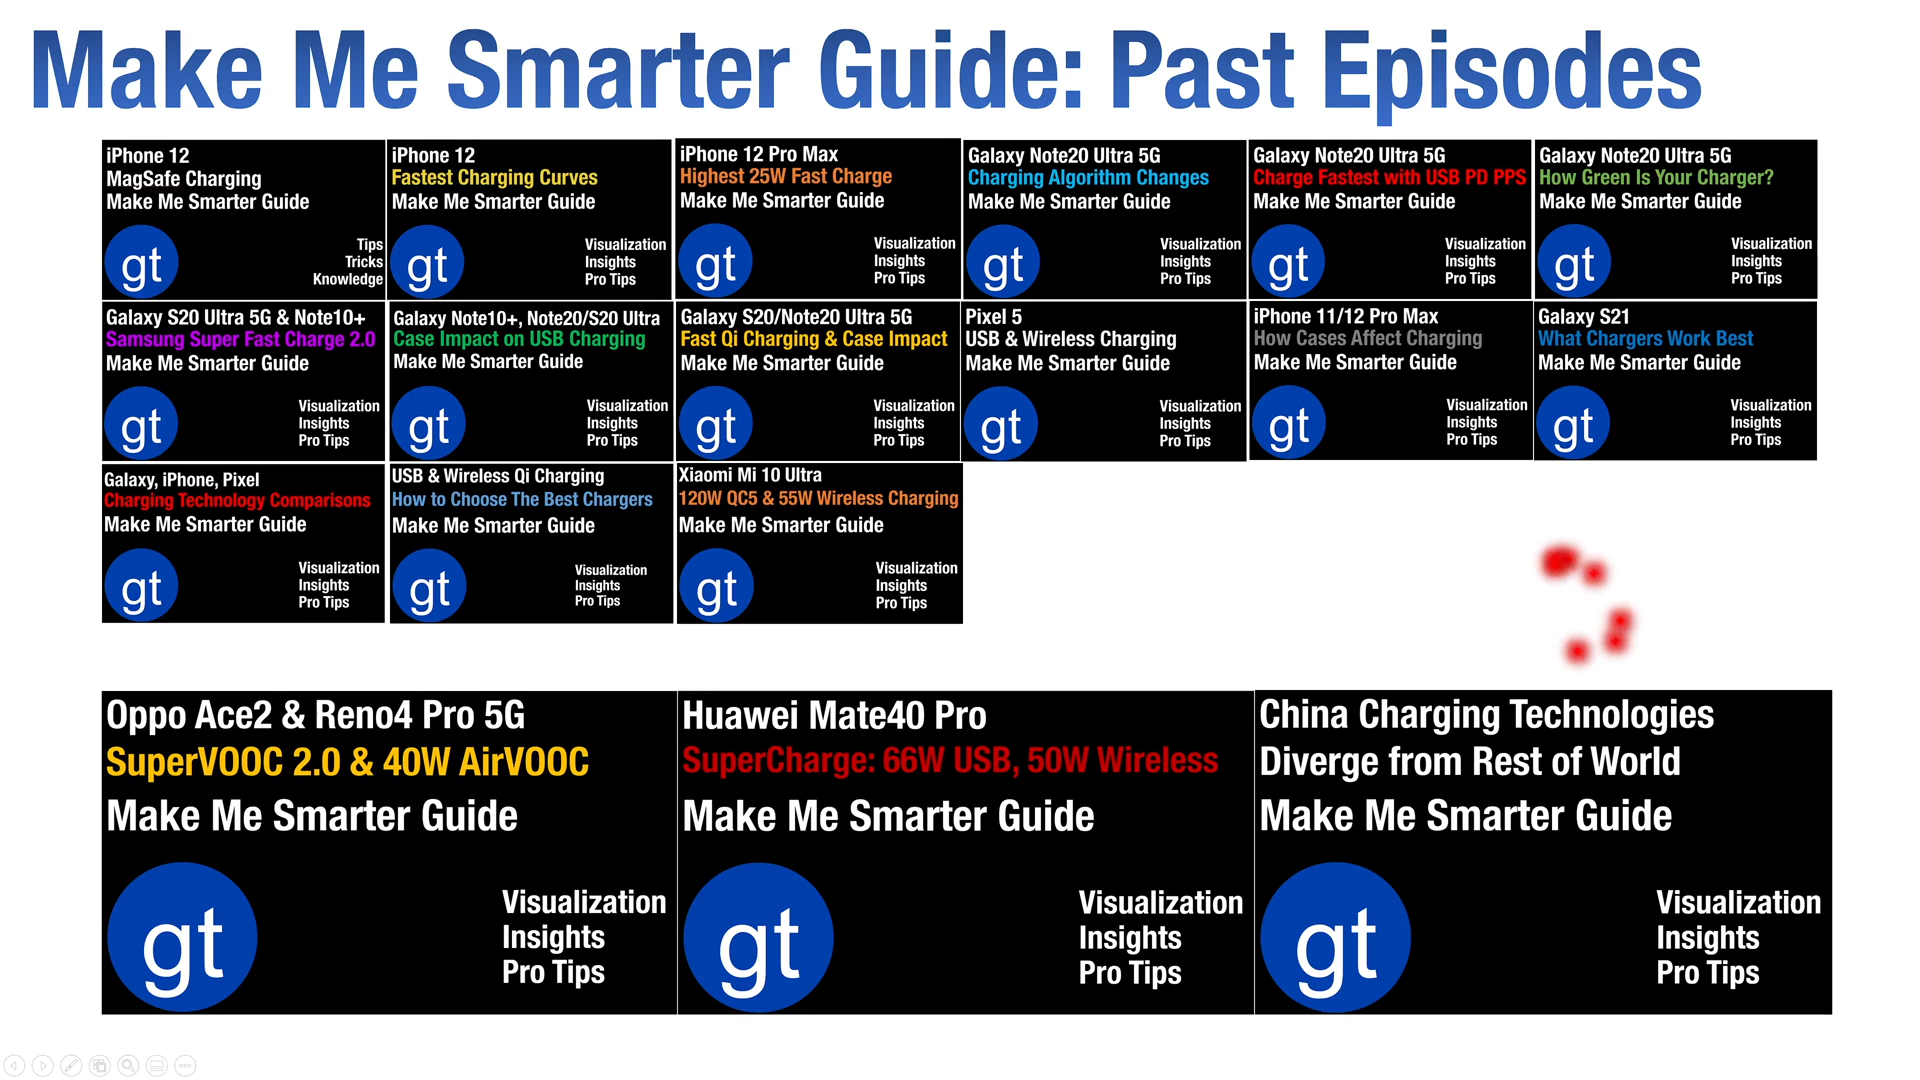 Make Me Smarter Guide: Past Episodes
iPhone 12
MagSafe Charging
Make Me Smarter Guide
gt
Tips
Tricks
Knowledge
iPhone 12
Fastest Charging Curves
Make Me Smarter Guide
gt
Visualization
Insights
Pro Tips
iPhone 12 Pro Max
Highest 25W Fast Charge
Make Me Smarter Guide
gt
Visualization
Insights
Pro Tips
Galaxy Note20 Ultra 5G
Charging Algorithm Changes
Make Me Smarter Guide
gt
Visualization
Insights
Pro Tips
Galaxy Note20 Ultra 5G
Charge Fastest with USB PD PPS
Make Me Smarter Guide
gt
Visualization
Insights
Pro Tips
Galaxy Note20 Ultra 5G
How Green Is Your Charger?
Make Me Smarter Guide
gt
Visualization
Insights
Pro Tips
Galaxy S20 Ultra 5G & Note10+
Samsung Super Fast Charge 2.0
Make Me Smarter Guide
gt
Visualization
Insights
Pro Tips
Galaxy Note10+, Note20/S20 Ultra
Case Impact on USB Charging
Make Me Smarter Guide
gt
Visualization
Insights
Pro Tips
Galaxy S20/Note20 Ultra 5G
Fast Qi Charging & Case Impact
Make Me Smarter Guide
gt
Visualization
Insights
Pro Tips
Pixel 5
USB & Wireless Charging
Make Me Smarter Guide
gt
Visualization
Insights
Pro Tips
iPhone 11/12 Pro Max
How Cases Affect Charging
Make Me Smarter Guide
gt
Visualization
Insights
Pro Tips
Galaxy S21
What Chargers Work Best
Make Me Smarter Guide
gt
Visualization
Insights
Pro Tips
Galaxy, iPhone, Pixel
Charging Technology Comparisons
Make Me Smarter Guide
gt
Visualization
Insights
Pro Tips
USB & Wireless Qi Charging
How to Choose The Best Chargers
Make Me Smarter Guide
gt
Visualization
Insights
Pro Tips
Xiaomi Mi 10 Ultra
120W QC5 & 55W Wireless Charging
Make Me Smarter Guide
gt
Visualization
Insights
Pro Tips
Oppo Ace2 & Reno4 Pro 5G
SuperVOOC 2.0 & 40W AirVOOC
Make Me Smarter Guide
gt
Visualization
Insights
Pro Tips
Huawei Mate40 Pro
SuperCharge: 66W USB, 50W Wireless
Make Me Smarter Guide
gt
Visualization
Insights
Pro Tips
China Charging Technologies
Diverge from Rest of World
Make Me Smarter Guide
gt
Visualization
Insights
Pro Tips